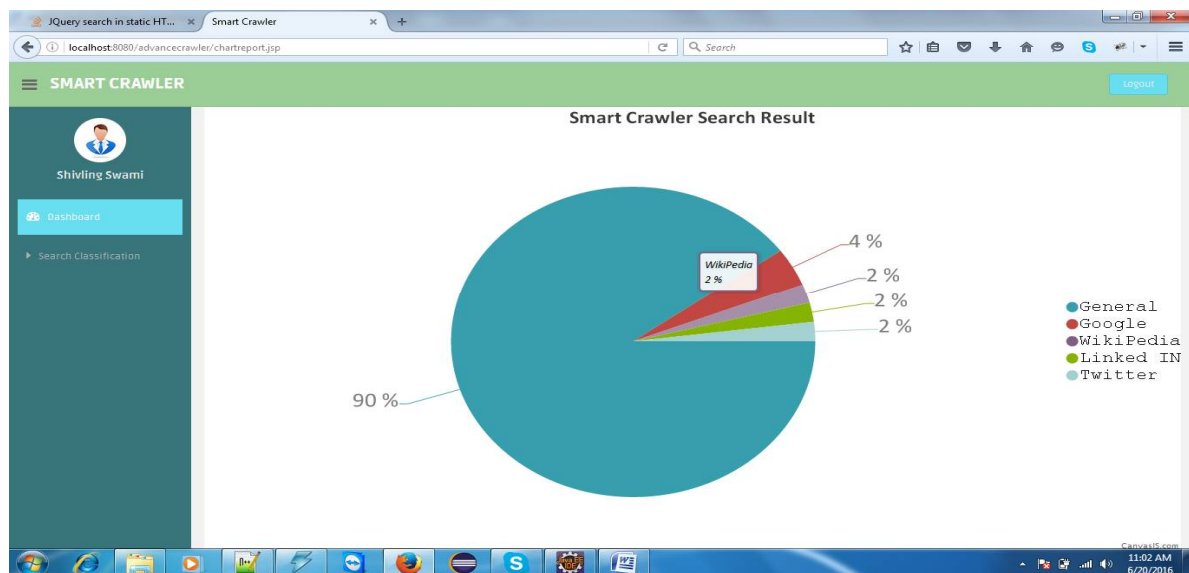 JQuery search in static HT...
Smart Crawler
localhost:8080/advancecrawler/chartreport.jsp
Search
SMART CRAWLER
Logout
Shivling Swami
Dashboard
Search Classification
Smart Crawler Search Result
WikiPedia
2 %
4 %
2 %
2 %
2 %
90 %
General
Google
WikiPedia
Linked IN
Twitter
CanvasJS.com
11:02 AM
6/20/2016